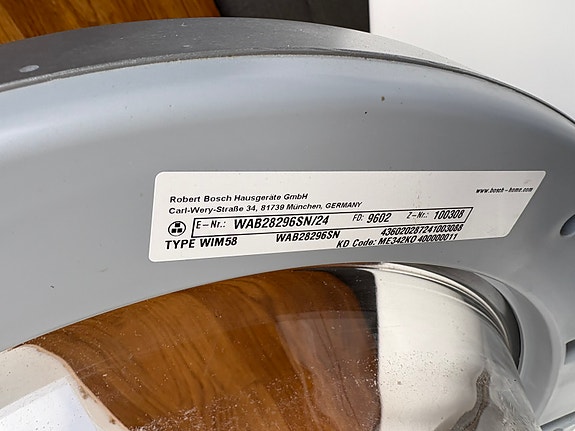 Robert Bosch Hausgeräte GmbH
www.bosch-home.com
Carl-Wery-Straße 34, 81739 München, GERMANY
E-Nr.: WAB28296SN/24 FD: 9602 Z-Nr.: 100308
TYPE WIM58 WAB28296SN 436020287241003088
KD Code: ME342KO 400000011